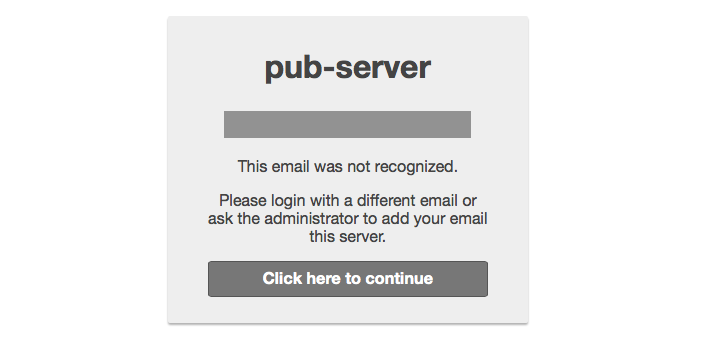 pub-server
This email was not recognized.
Please login with a different email or
ask the administrator to add your email
this server.
Click here to continue